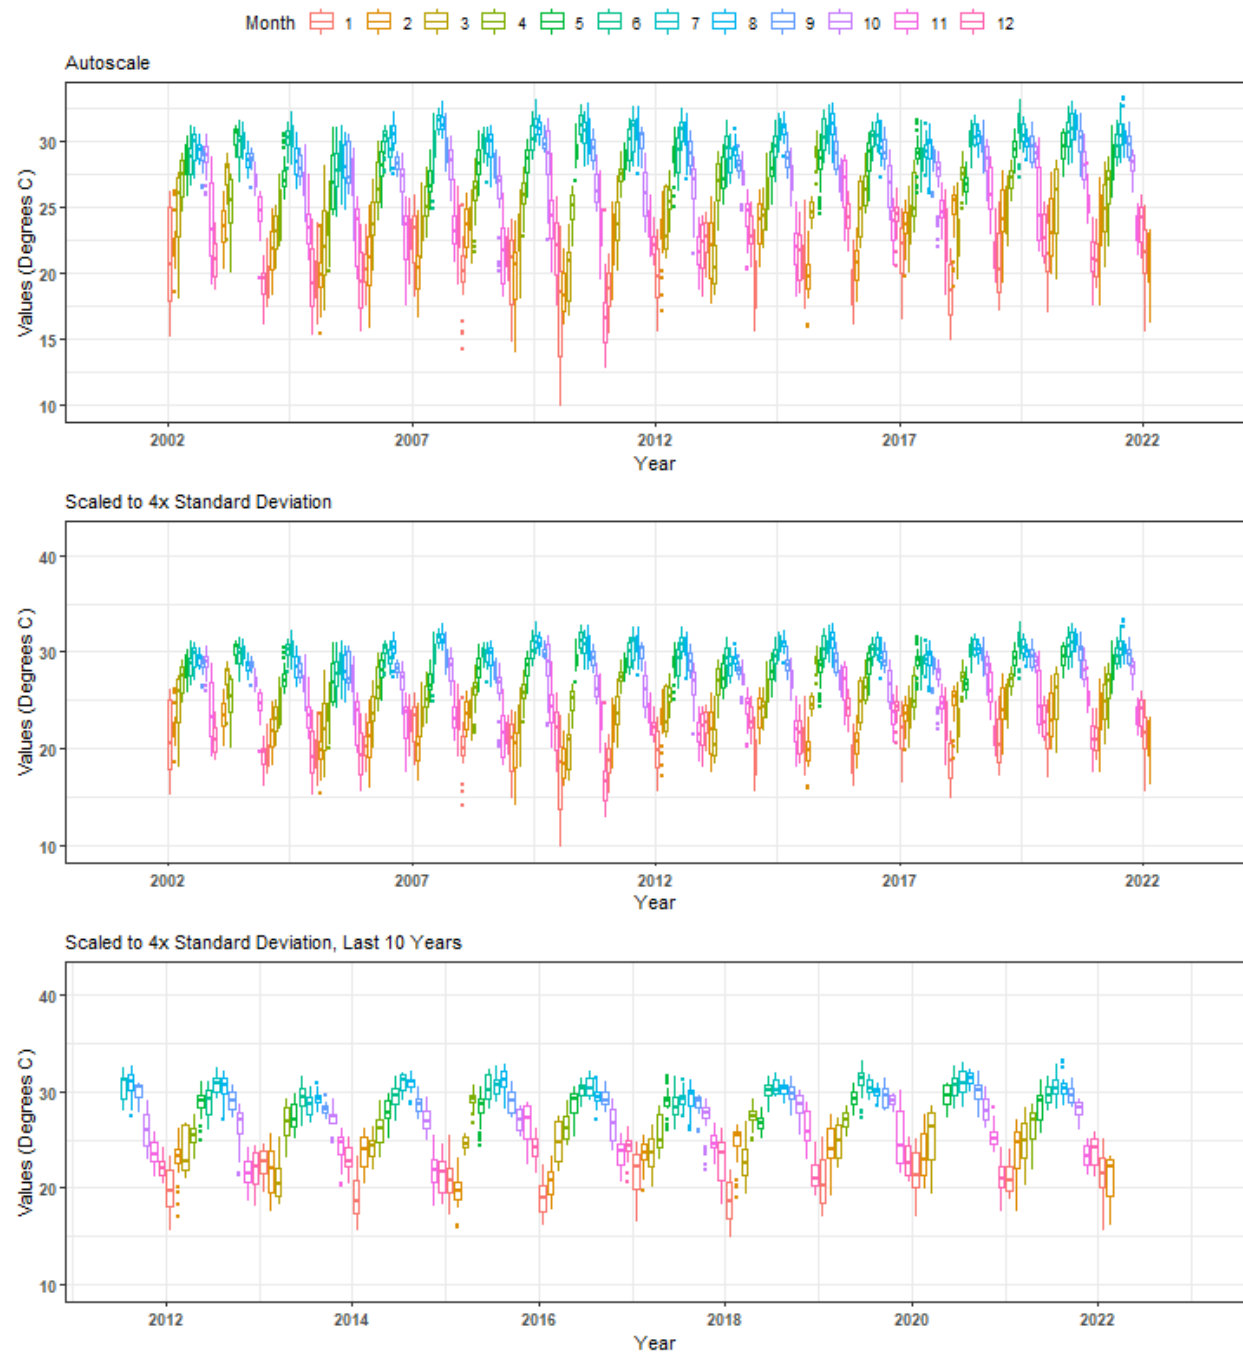 Month 1 2 3 4 5 6 7 8 9 10 11 12
Autoscale
Values (Degrees C)
30
25
20
15
10
2002 2007 2012 2017 2022
Year
Scaled to 4x Standard Deviation
Values (Degrees C)
40
30
20
10
2002 2007 2012 2017 2022
Year
Scaled to 4x Standard Deviation, Last 10 Years
Values (Degrees C)
40
30
20
10
2012 2014 2016 2018 2020 2022
Year